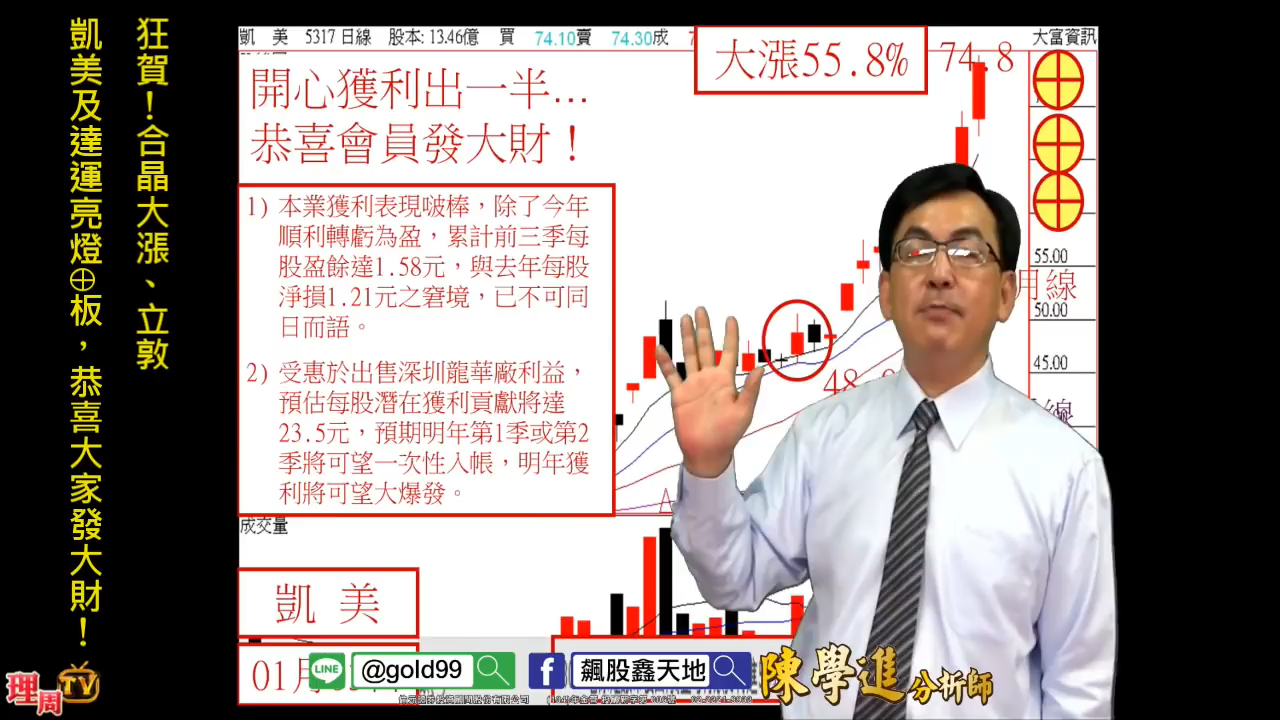 狂賀！合晶大漲、立敦
凱美及達運亮燈⊕板，恭喜大家發大財！
凱 美 5317 日線 股本: 13.46億 買 74.10 賣 74.30 成
大富資訊
大漲55.8%
74.8
開心獲利出一半...
恭喜會員發大財！
1) 本業獲利表現啵棒，除了今年
順利轉虧為盈，累計前三季每
股盈餘達1.58元，與去年每股
淨損1.21元之窘境，已不可同
日而語。
2) 受惠於出售深圳龍華廠利益，
預估每股潛在獲利貢獻將達
23.5元，預期明年第1季或第2
季將可望一次性入帳，明年獲
利將可望大爆發。
55.00
月線
50.00
45.00
線
成交量
凱 美
01月
LINE @gold99
f 飆股鑫天地
陳學進 分析師
理周TV